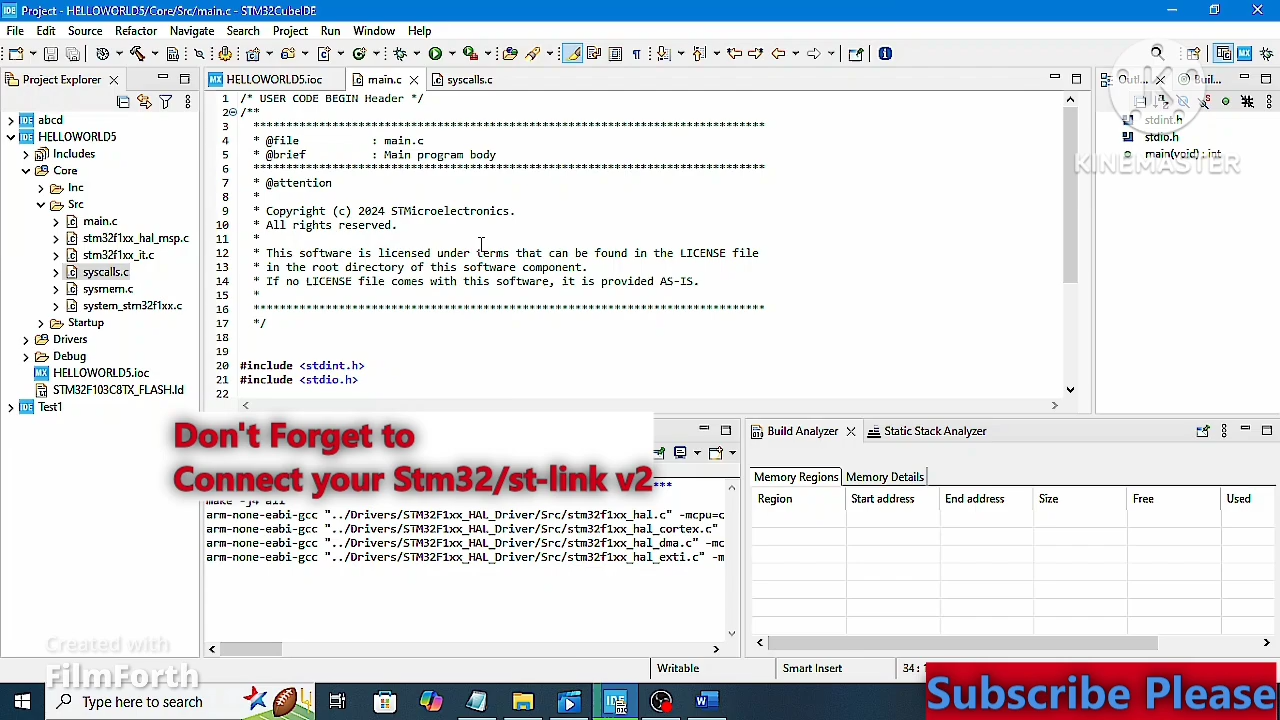 Project - HELLOWORLD5/Core/Src/main.c - STM32CubeIDE
File Edit Source Refactor Navigate Search Project Run Window Help
Project Explorer
abcd
HELLOWORLD5
Includes
Core
Inc
Src
main.c
stm32f1xx_hal_msp.c
stm32f1xx_it.c
syscalls.c
sysmem.c
system_stm32f1xx.c
Startup
Drivers
Debug
HELLOWORLD5.ioc
STM32F103C8TX_FLASH.ld
Test1
HELLOWORLD5.ioc main.c syscalls.c
1 /* USER CODE BEGIN Header */
2 /**
3 ******************************************************************************
4 * @file : main.c
5 * @brief : Main program body
6 ******************************************************************************
7 * @attention
8 *
9 * Copyright (c) 2024 STMicroelectronics.
10 * All rights reserved.
11 *
12 * This software is licensed under terms that can be found in the LICENSE file
13 * in the root directory of this software component.
14 * If no LICENSE file comes with this software, it is provided AS-IS.
15 *
16 ******************************************************************************
17 */
18
19
20 #include <stdint.h>
21 #include <stdio.h>
22
Outl... Buil...
stdint.h
stdio.h
main(void) : int
KINEMASTER
Don't Forget to
Connect your Stm32/st-link v2
make -j4 all
arm-none-eabi-gcc "../Drivers/STM32F1xx_HAL_Driver/Src/stm32f1xx_hal.c" -mcpu=c
arm-none-eabi-gcc "../Drivers/STM32F1xx_HAL_Driver/Src/stm32f1xx_hal_cortex.c"
arm-none-eabi-gcc "../Drivers/STM32F1xx_HAL_Driver/Src/stm32f1xx_hal_dma.c" -mc
arm-none-eabi-gcc "../Drivers/STM32F1xx_HAL_Driver/Src/stm32f1xx_hal_exti.c" -m
Build Analyzer Static Stack Analyzer
Memory Regions Memory Details
Region Start address End address Size Free Used
Created with
FilmForth
Writable Smart Insert 34:
Subscribe Please
Type here to search